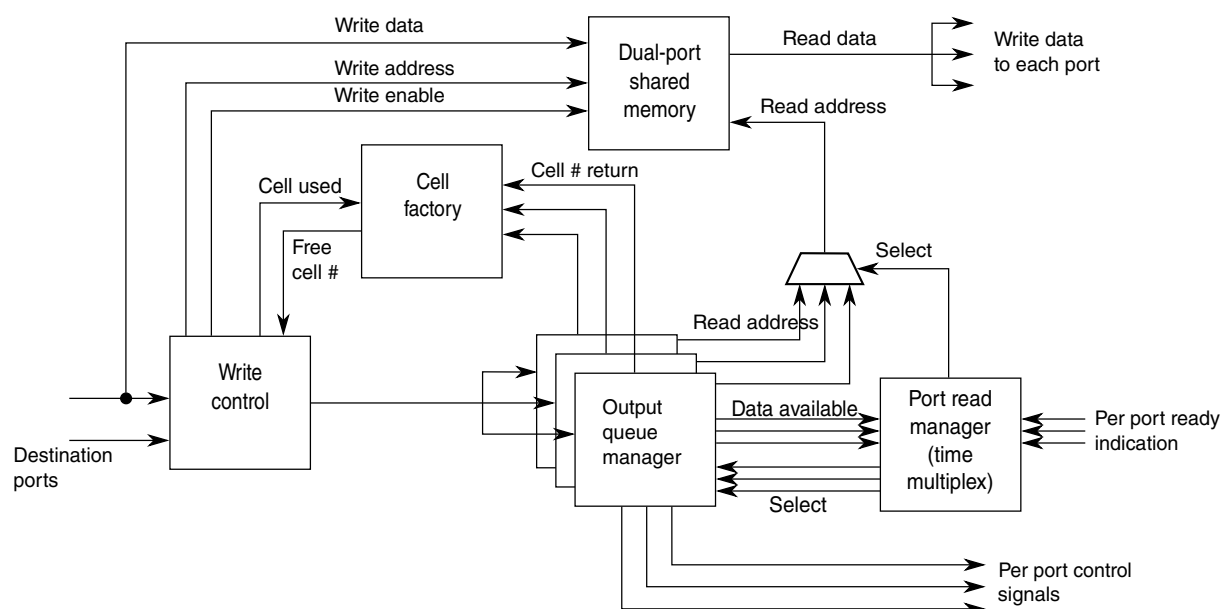 Write data
Write address
Write enable
Dual-port
shared
memory
Read data
Write data
to each port
Read address
Cell used
Cell
factory
Cell # return
Free
cell #
Select
Read address
Write
control
Destination
ports
Output
queue
manager
Data available
Select
Port read
manager
(time
multiplex)
Per port ready
indication
Per port control
signals